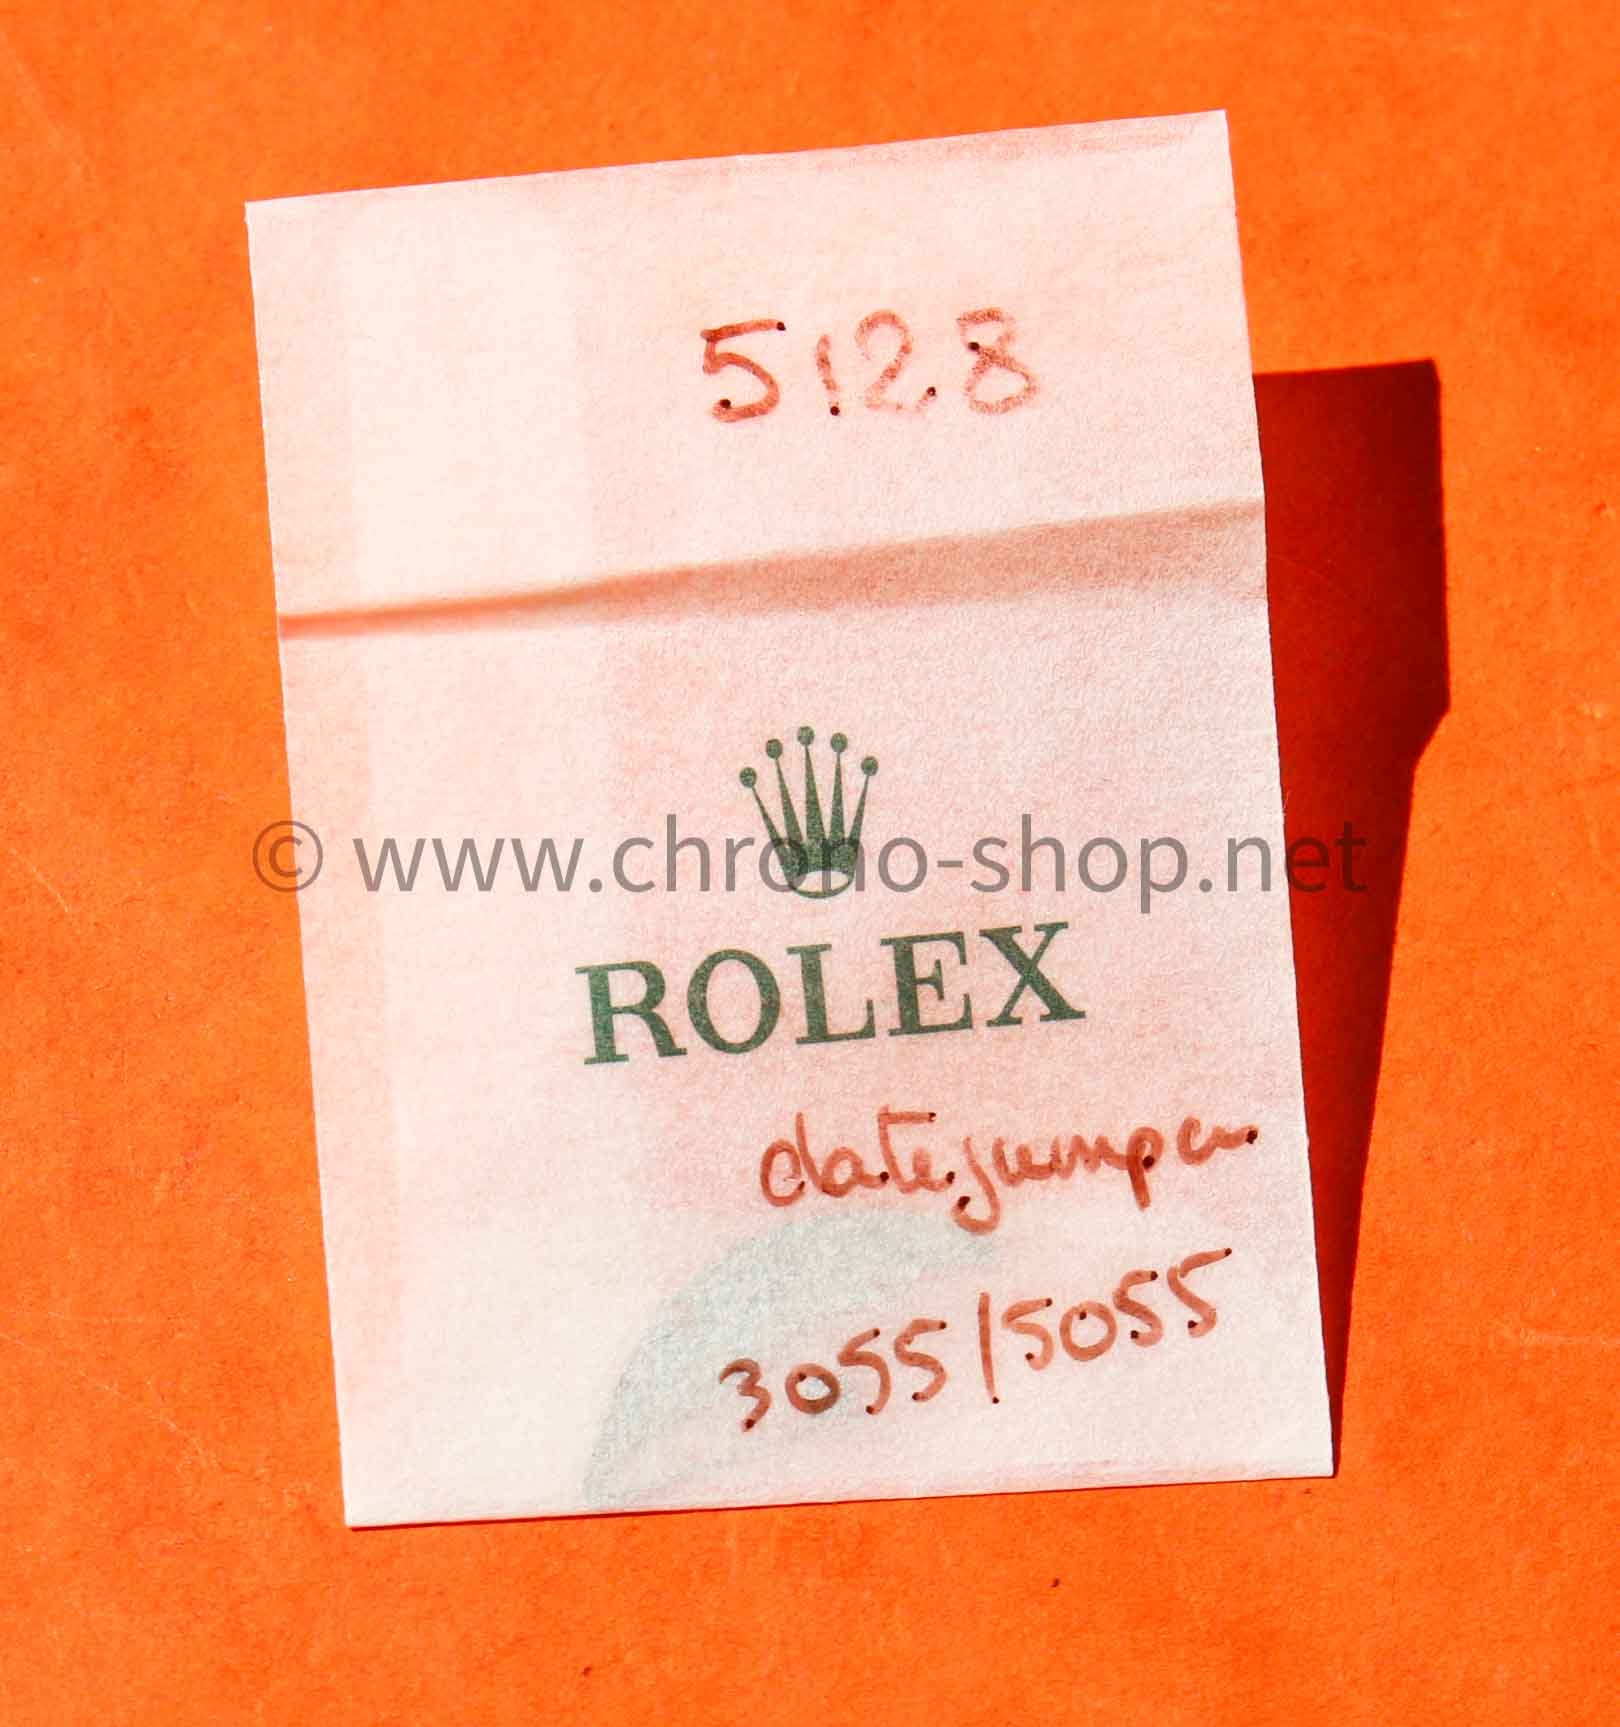 5128
© www.chrono-shop.net
ROLEX
datejumper
3055/5055